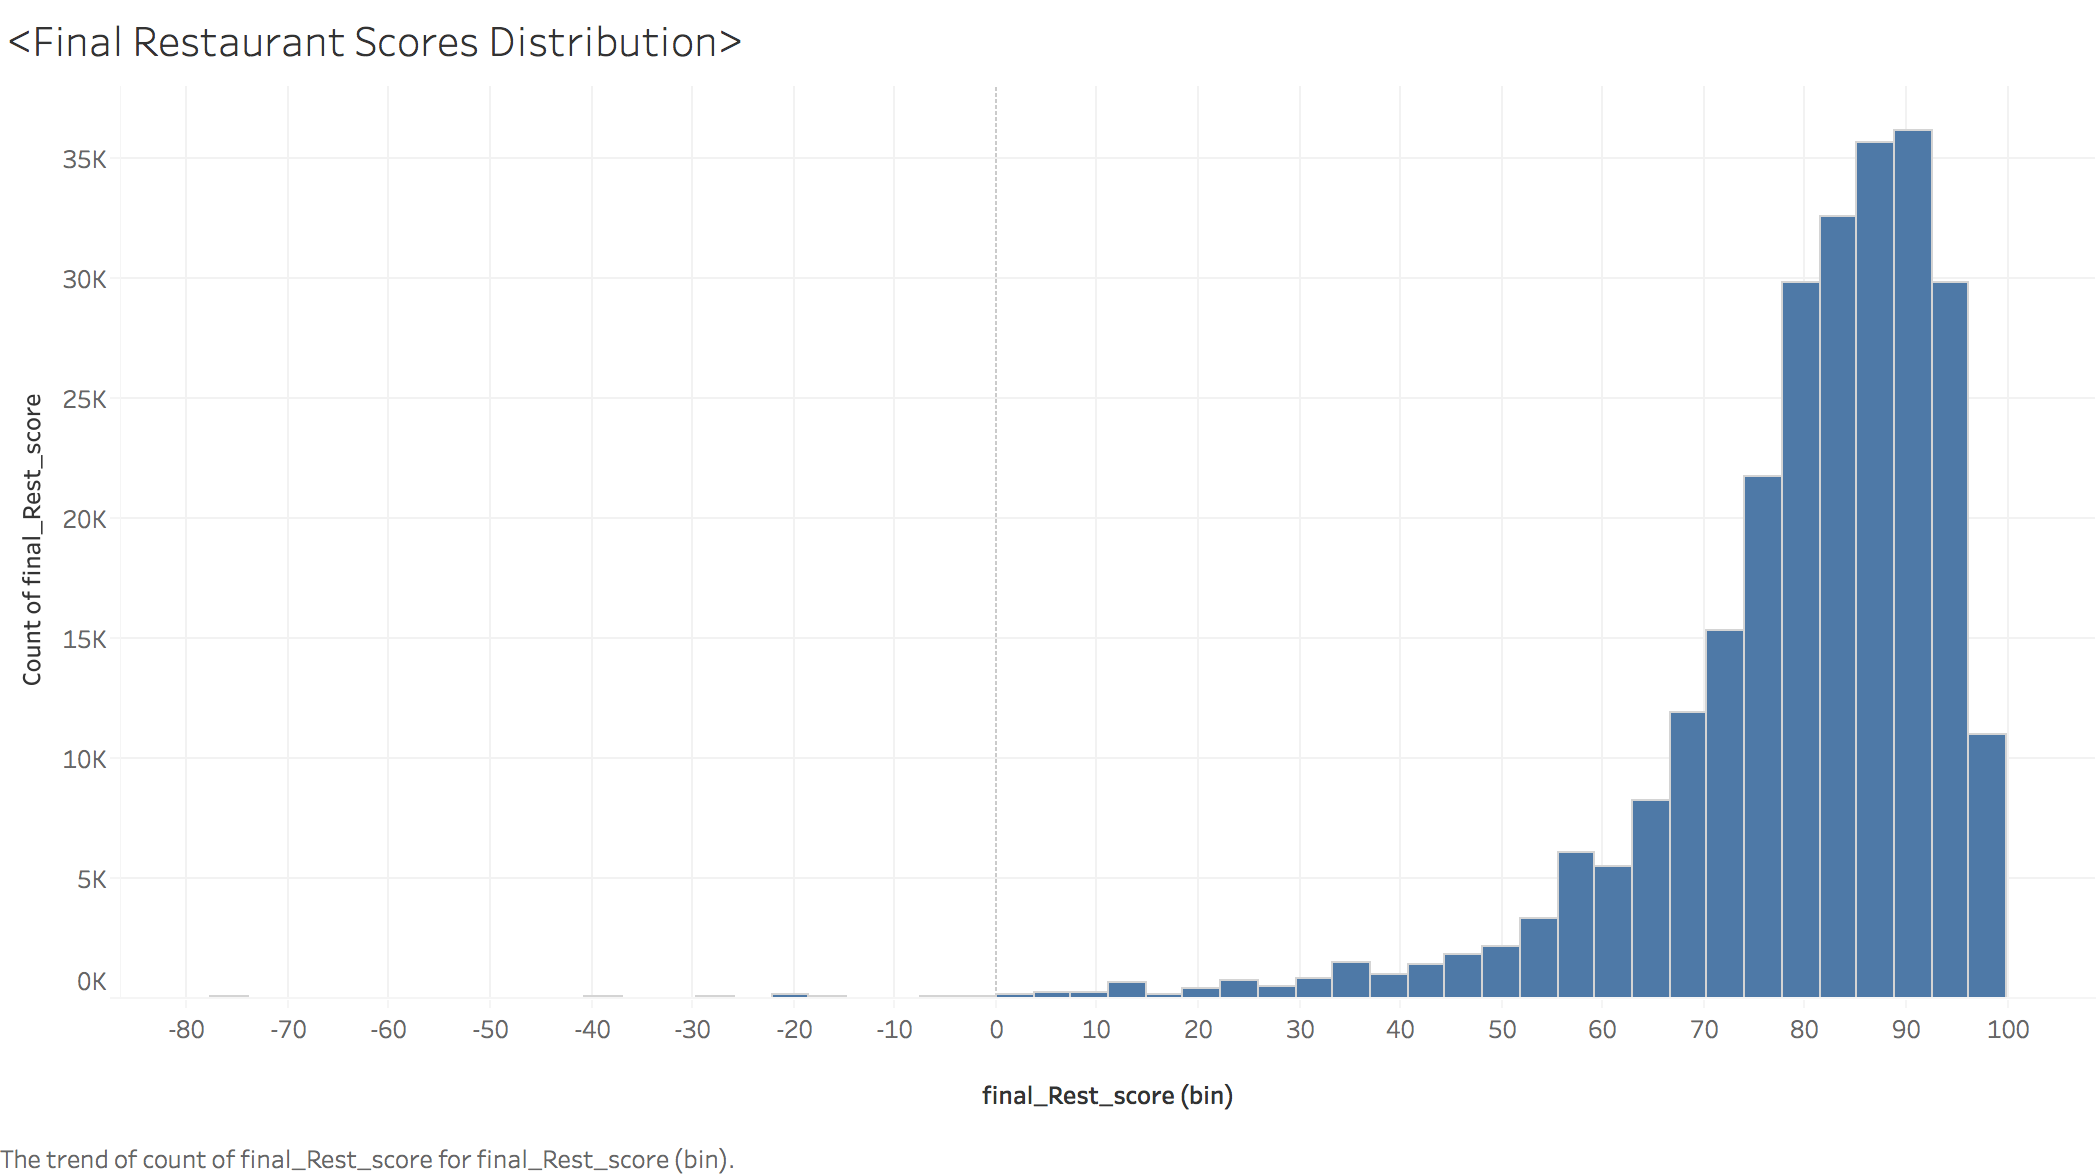 <Final Restaurant Scores Distribution>
Count of final_Rest_score
35K
30K
25K
20K
15K
10K
5K
0K
-80 -70 -60 -50 -40 -30 -20 -10 0 10 20 30 40 50 60 70 80 90 100
final_Rest_score (bin)
The trend of count of final_Rest_score for final_Rest_score (bin).